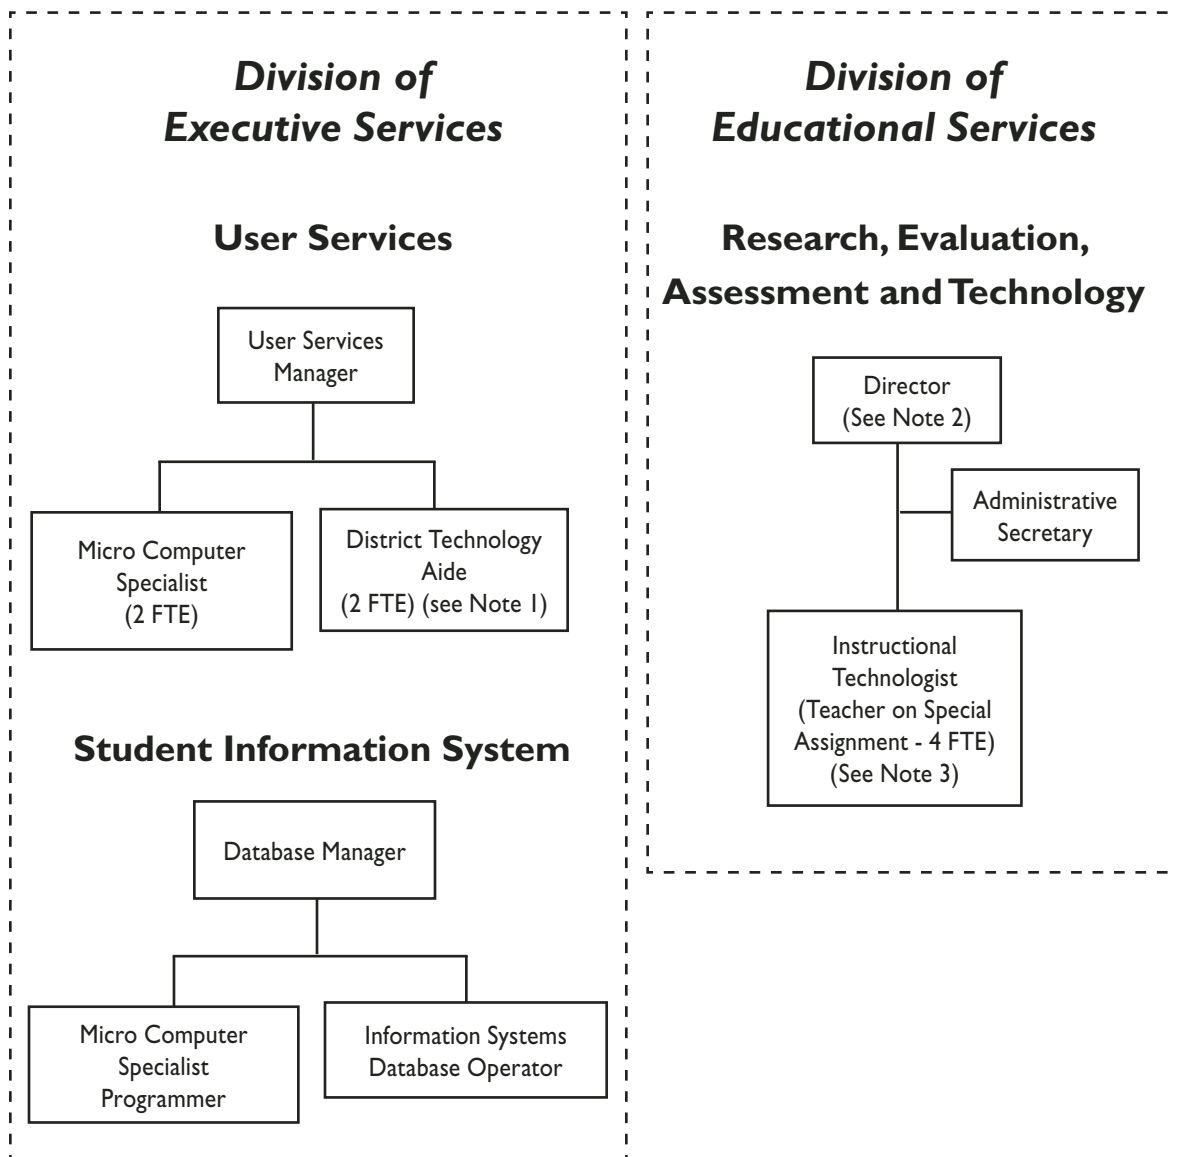 Division of
Executive Services
User Services
User Services
Manager
Micro Computer
Specialist
(2 FTE)
District Technology
Aide
(2 FTE) (see Note 1)
Student Information System
Database Manager
Micro Computer
Specialist
Programmer
Information Systems
Database Operator
Division of
Educational Services
Research, Evaluation,
Assessment and Technology
Director
(See Note 2)
Administrative
Secretary
Instructional
Technologist
(Teacher on Special
Assignment - 4 FTE)
(See Note 3)